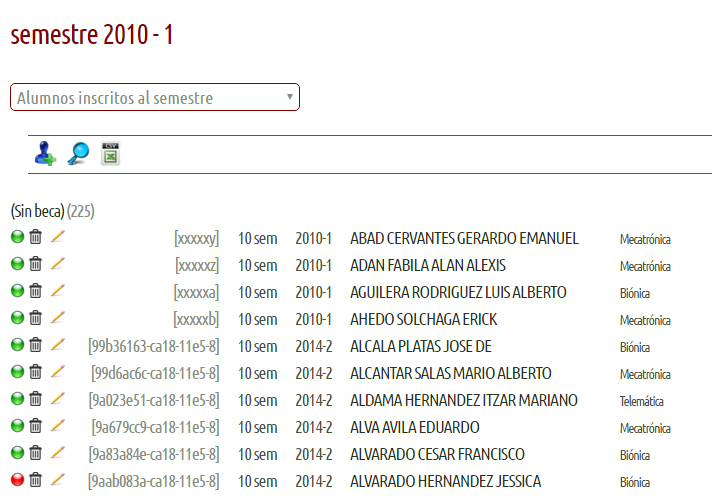 semestre 2010 - 1
Alumnos inscritos al semestre
CSV
(Sin beca) (225)
[xxxxxy] 10 sem 2010-1 ABAD CERVANTES GERARDO EMANUEL Mecatrónica
[xxxxxz] 10 sem 2010-1 ADAN FABILA ALAN ALEXIS Mecatrónica
[xxxxxa] 10 sem 2010-1 AGUILERA RODRIGUEZ LUIS ALBERTO Biónica
[xxxxxb] 10 sem 2010-1 AHEDO SOLCHAGA ERICK Mecatrónica
[99b36163-ca18-11e5-8] 10 sem 2014-2 ALCALA PLATAS JOSE DE Biónica
[99d6ac6c-ca18-11e5-8] 10 sem 2014-2 ALCANTAR SALAS MARIO ALBERTO Mecatrónica
[9a023e51-ca18-11e5-8] 10 sem 2014-2 ALDAMA HERNANDEZ ITZAR MARIANO Telemática
[9a679cc9-ca18-11e5-8] 10 sem 2014-2 ALVA AVILA EDUARDO Mecatrónica
[9a83a84e-ca18-11e5-8] 10 sem 2014-2 ALVARADO CESAR FRANCISCO Biónica
[9aab083a-ca18-11e5-8] 10 sem 2014-2 ALVARADO HERNANDEZ JESSICA Biónica